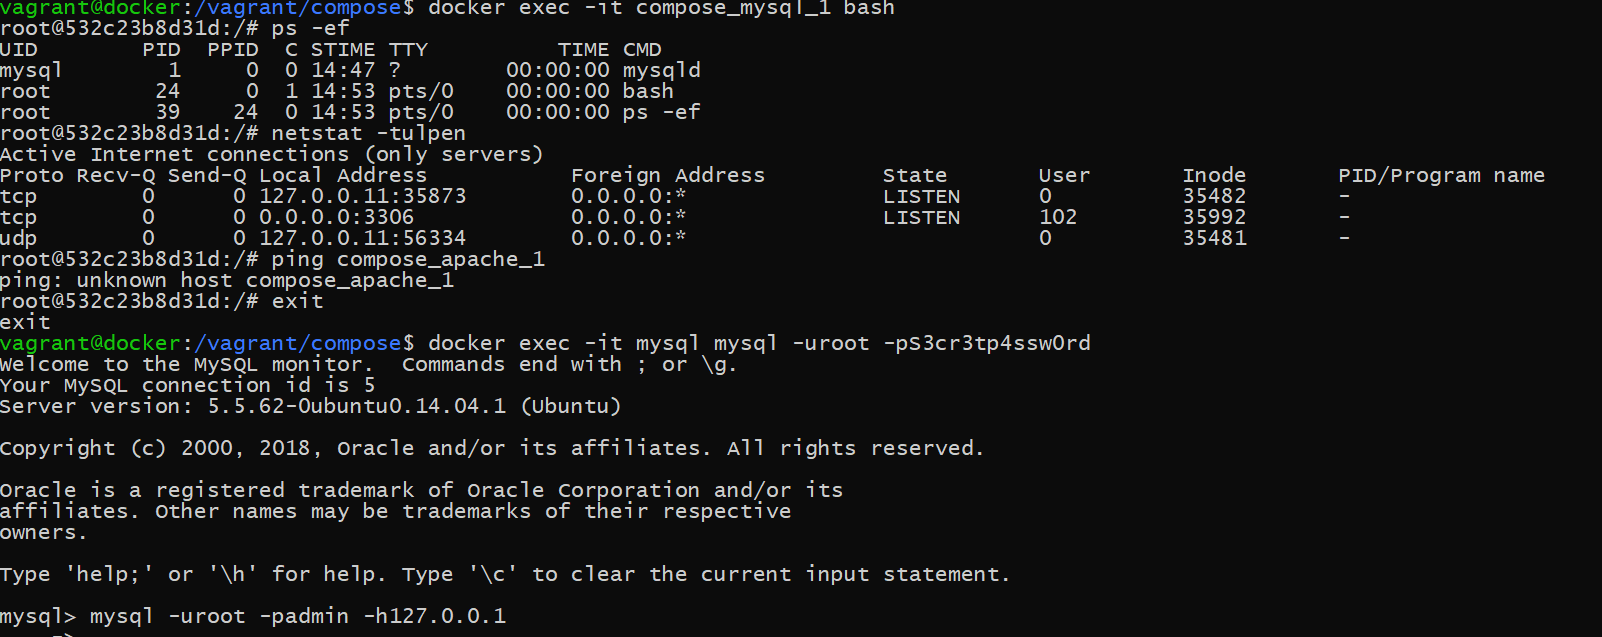 vagrant@docker:/vagrant/compose$ docker exec -it compose_mysql_1 bash
root@532c23b8d31d:/# ps -ef
UID        PID  PPID  C STIME TTY          TIME CMD
mysql        1     0  0 14:47 ?        00:00:00 mysqld
root        24     0  1 14:53 pts/0    00:00:00 bash
root        39    24  0 14:53 pts/0    00:00:00 ps -ef
root@532c23b8d31d:/# netstat -tulpen
Active Internet connections (only servers)
Proto Recv-Q Send-Q Local Address           Foreign Address         State       User       Inode       PID/Program name
tcp        0      0 127.0.0.11:35873        0.0.0.0:*               LISTEN      0          35482       -
tcp        0      0 0.0.0.0:3306            0.0.0.0:*               LISTEN      102        35992       -
udp        0      0 127.0.0.11:56334        0.0.0.0:*                           0          35481       -
root@532c23b8d31d:/# ping compose_apache_1
ping: unknown host compose_apache_1
root@532c23b8d31d:/# exit
exit
vagrant@docker:/vagrant/compose$ docker exec -it mysql mysql -uroot -pS3cr3tp4ssw0rd
Welcome to the MySQL monitor.  Commands end with ; or \g.
Your MySQL connection id is 5
Server version: 5.5.62-0ubuntu0.14.04.1 (Ubuntu)
Copyright (c) 2000, 2018, Oracle and/or its affiliates. All rights reserved.
Oracle is a registered trademark of Oracle Corporation and/or its
affiliates. Other names may be trademarks of their respective
owners.
Type 'help;' or '\h' for help. Type '\c' to clear the current input statement.
mysql> mysql -uroot -padmin -h127.0.0.1
    ->